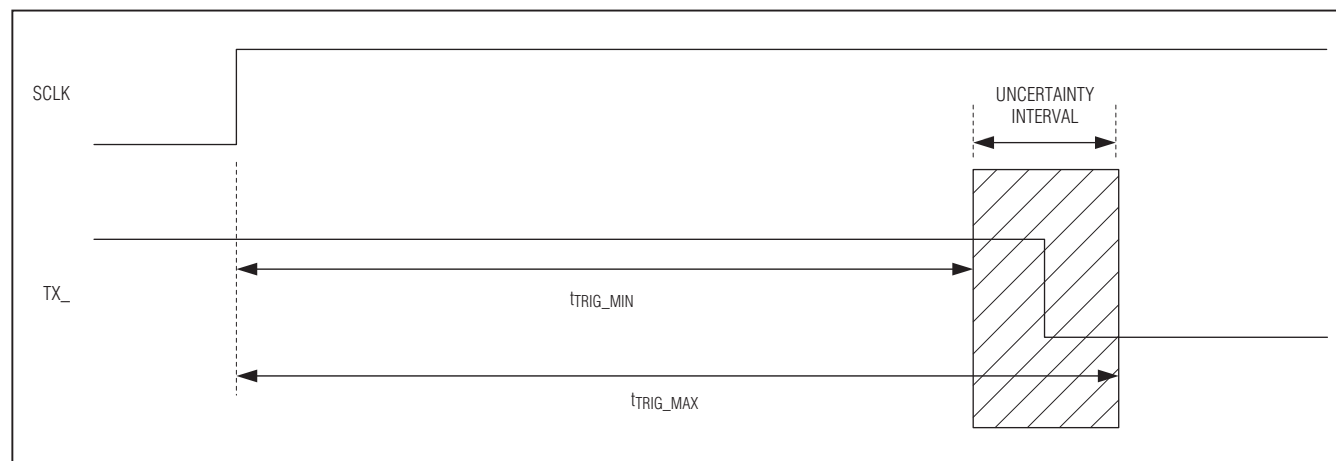 SCLK
UNCERTAINTY
INTERVAL
TX_
tTRIG_MIN
tTRIG_MAX